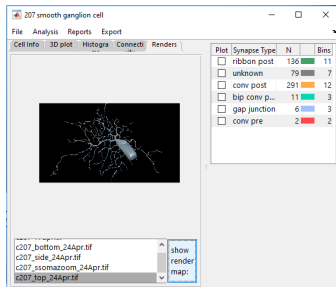 207 smooth ganglion cell
File Analysis Reports Export
Cell Info 3D plot Histogra Connecti Renders
Plot Synapse Type N Bins
ribbon post 136 11
unknown 79 7
conv post 291 12
bip conv p... 11 3
gap junction 6 3
conv pre 2 2
c207_bottom_24Apr.tif
c207_side_24Apr.tif
c207_ssomazoom_24Apr.tif
c207_top_24Apr.tif
show
render
map: